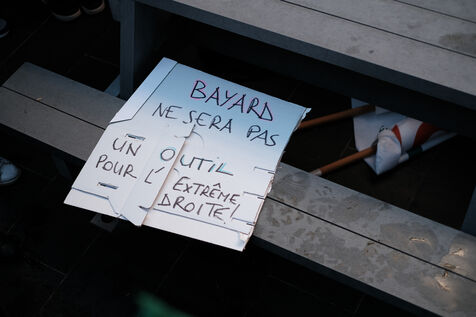 BAYARD
NE SERA PAS
UN OUTIL
POUR L'EXTRÊME
DROITE!